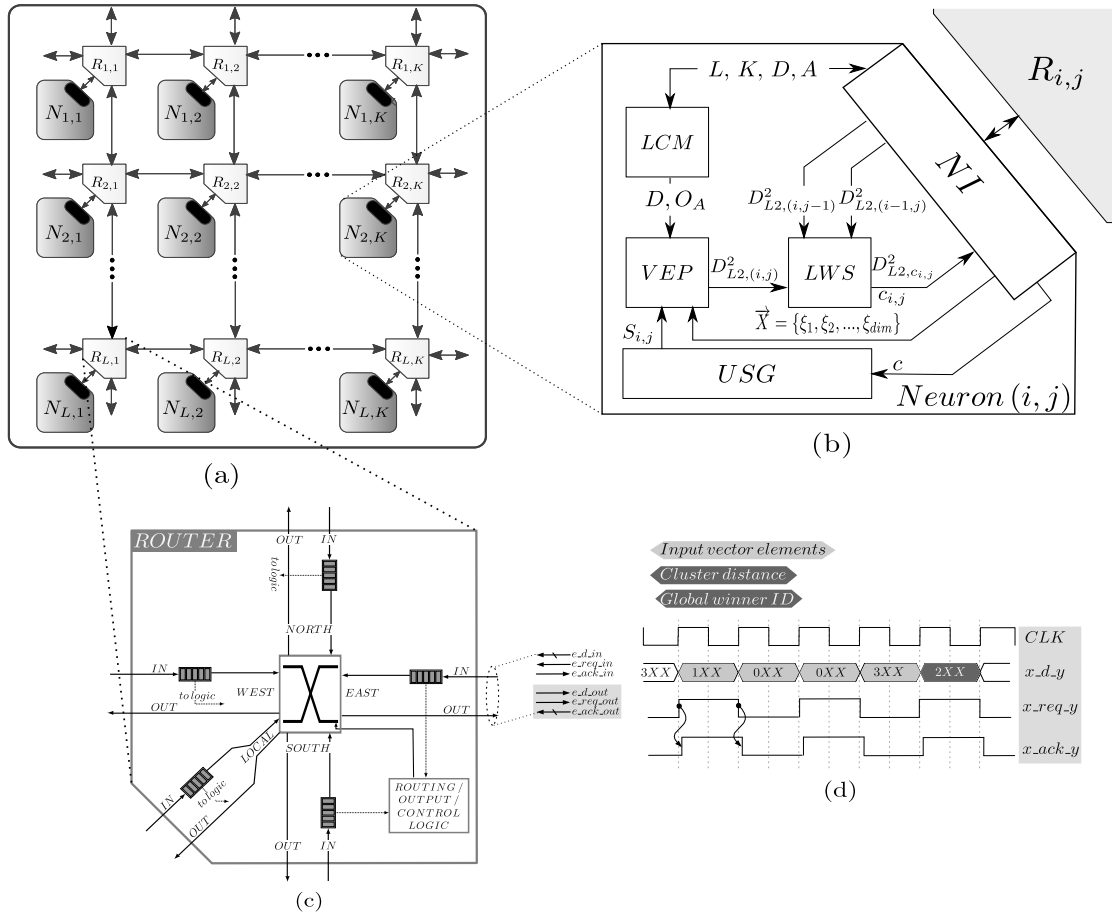 R1,1
R1,2
R1,K
N1,1
N1,2
N1,K
R2,1
R2,2
R2,K
N2,1
N2,2
N2,K
RL,1
RL,2
RL,K
NL,1
NL,2
NL,K
(a)
L, K, D, A
Ri,j
LCM
NI
D, OA
D²L2,(i,j−1)
D²L2,(i−1,j)
VEP
D²L2,(i,j)
LWS
D²L2,ci,j
ci,j
X⃗ = {ξ1, ξ2, ..., ξdim}
Si,j
USG
c
Neuron (i, j)
(b)
ROUTER
OUT
IN
to logic
NORTH
IN
to logic
WEST
OUT
EAST
IN
OUT
SOUTH
LOCAL
IN
to logic
OUT
OUT
IN
ROUTING/
OUTPUT/
CONTROL
LOGIC
e_d_in
e_req_in
e_ack_in
e_d_out
e_req_out
e_ack_out
(c)
Input vector elements
Cluster distance
Global winner ID
CLK
3XX 1XX 0XX 0XX 3XX 2XX x_d_y
x_req_y
x_ack_y
(d)